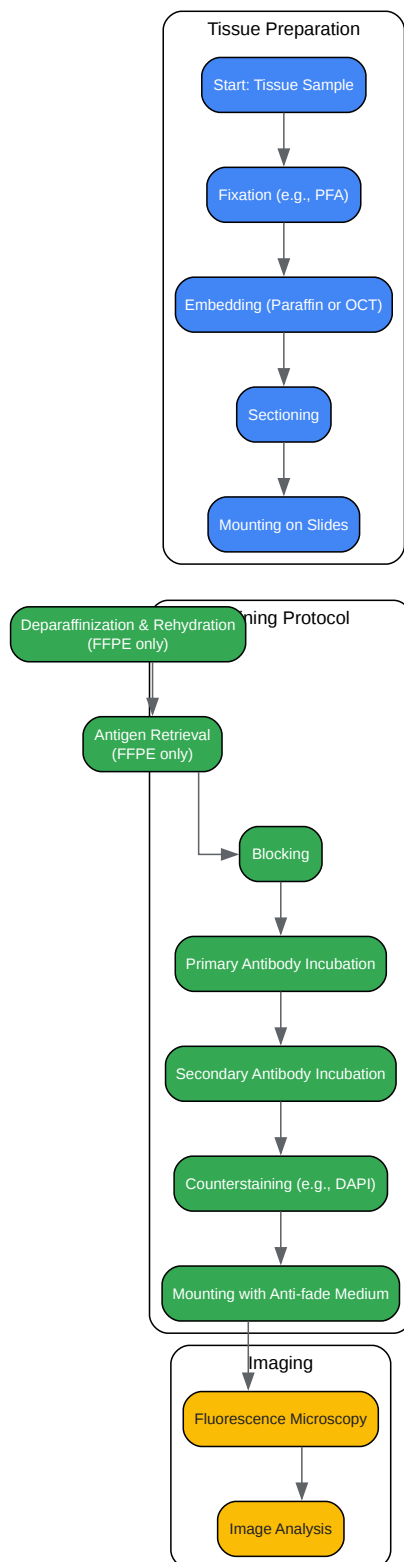 Tissue Preparation
Start: Tissue Sample
Fixation (e.g., PFA)
Embedding (Paraffin or OCT)
Sectioning
Mounting on Slides
Protocol
Deparaffinization & Rehydration
(FFPE only)
Antigen Retrieval
(FFPE only)
Blocking
Primary Antibody Incubation
Secondary Antibody Incubation
Counterstaining (e.g., DAPI)
Mounting with Anti-fade Medium
Imaging
Fluorescence Microscopy
Image Analysis